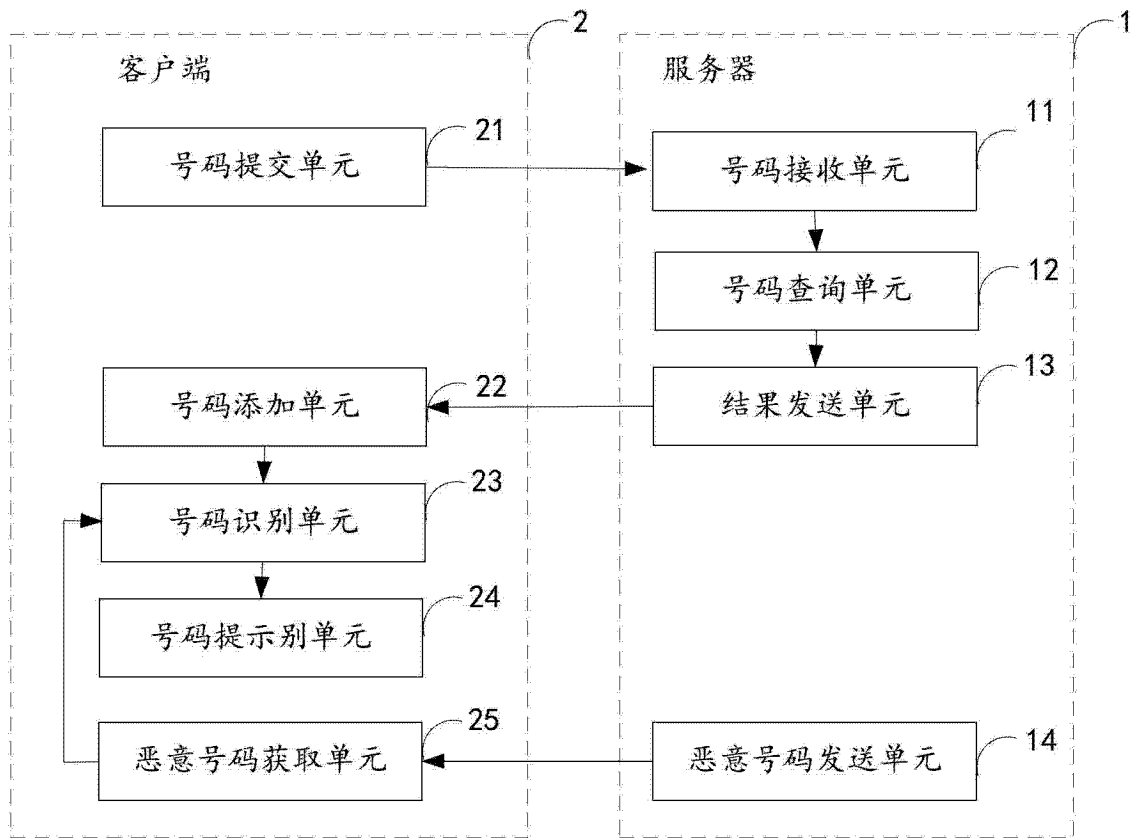 2
1
客户端
服务器
21
号码提交单元
11
号码接收单元
12
号码查询单元
22
号码添加单元
13
结果发送单元
23
号码识别单元
24
号码提示别单元
25
恶意号码获取单元
14
恶意号码发送单元